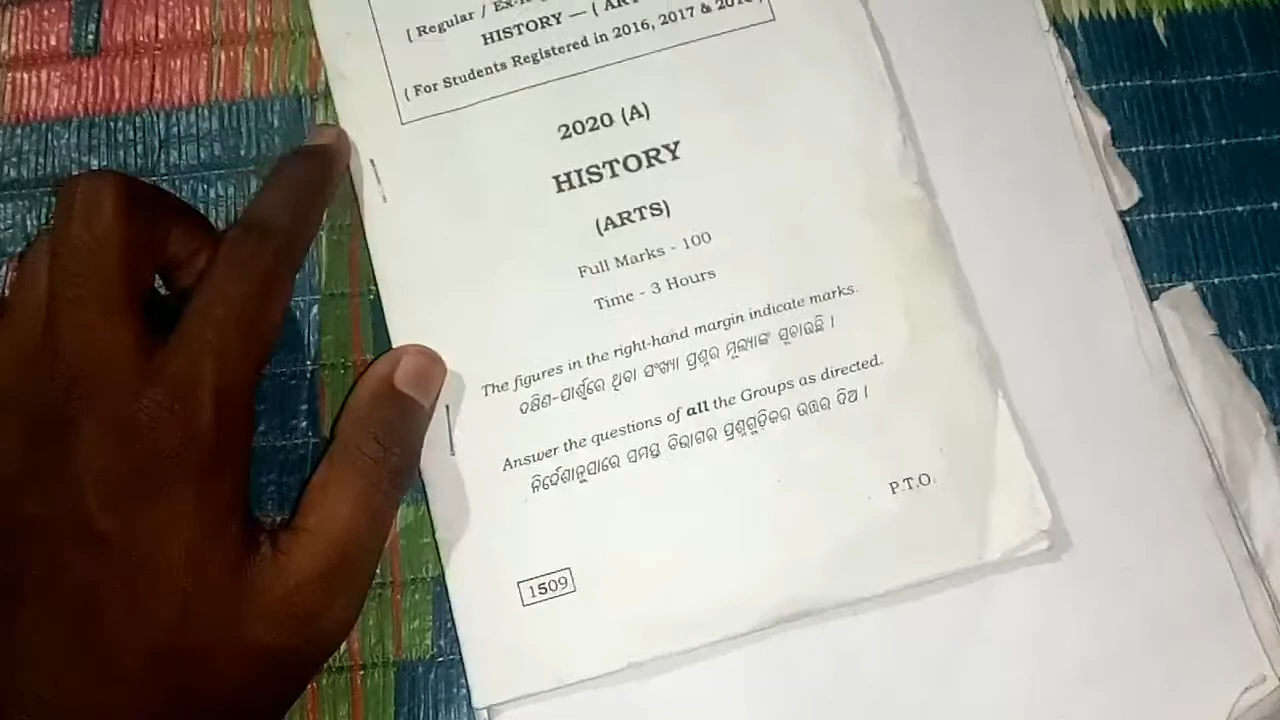 [ Regular /
HISTORY — (
( For Students Registered in 2016, 2017 &
2020 (A)
HISTORY
(ARTS)
Full Marks - 100
Time - 3 Hours
The figures in the right-hand margin indicate marks.
ଦକ୍ଷିଣ-ପାର୍ଶ୍ୱରେ ଥିବା ସଂଖ୍ୟା ପ୍ରଶ୍ନର ମୂଲ୍ୟାଙ୍କ ସୂଚାଉଛି ।
Answer the questions of all the Groups as directed.
ନିର୍ଦ୍ଦେଶାନୁସାରେ ସମସ୍ତ ବିଭାଗର ପ୍ରଶ୍ନଗୁଡ଼ିକର ଉତ୍ତର ଦିଅ ।
P.T.O.
1509